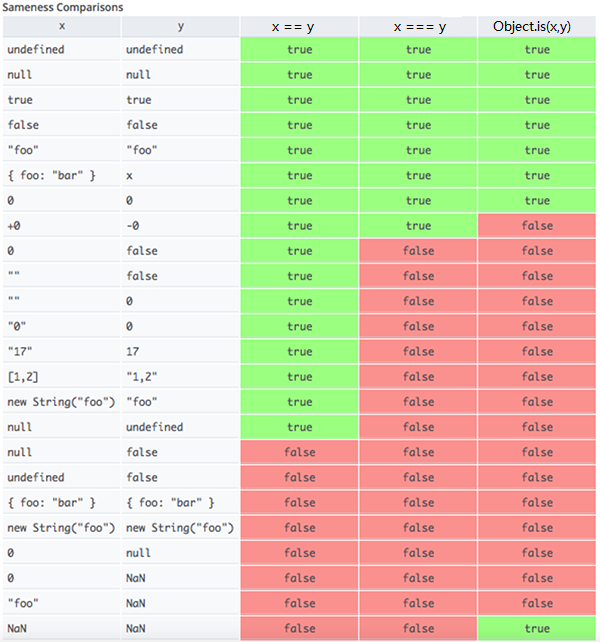 Sameness Comparisons
x y x == y x === y Object.is(x,y)
undefined undefined true true true
null null true true true
true true true true true
false false true true true
"foo" "foo" true true true
{ foo: "bar" } x true true true
0 0 true true true
+0 -0 true true false
0 false true false false
"" false true false false
"" 0 true false false
"0" 0 true false false
"17" 17 true false false
[1,2] "1,2" true false false
new String("foo") "foo" true false false
null undefined true false false
null false false false false
undefined false false false false
{ foo: "bar" } { foo: "bar" } false false false
new String("foo") new String("foo") false false false
0 null false false false
0 NaN false false false
"foo" NaN false false false
NaN NaN false false true